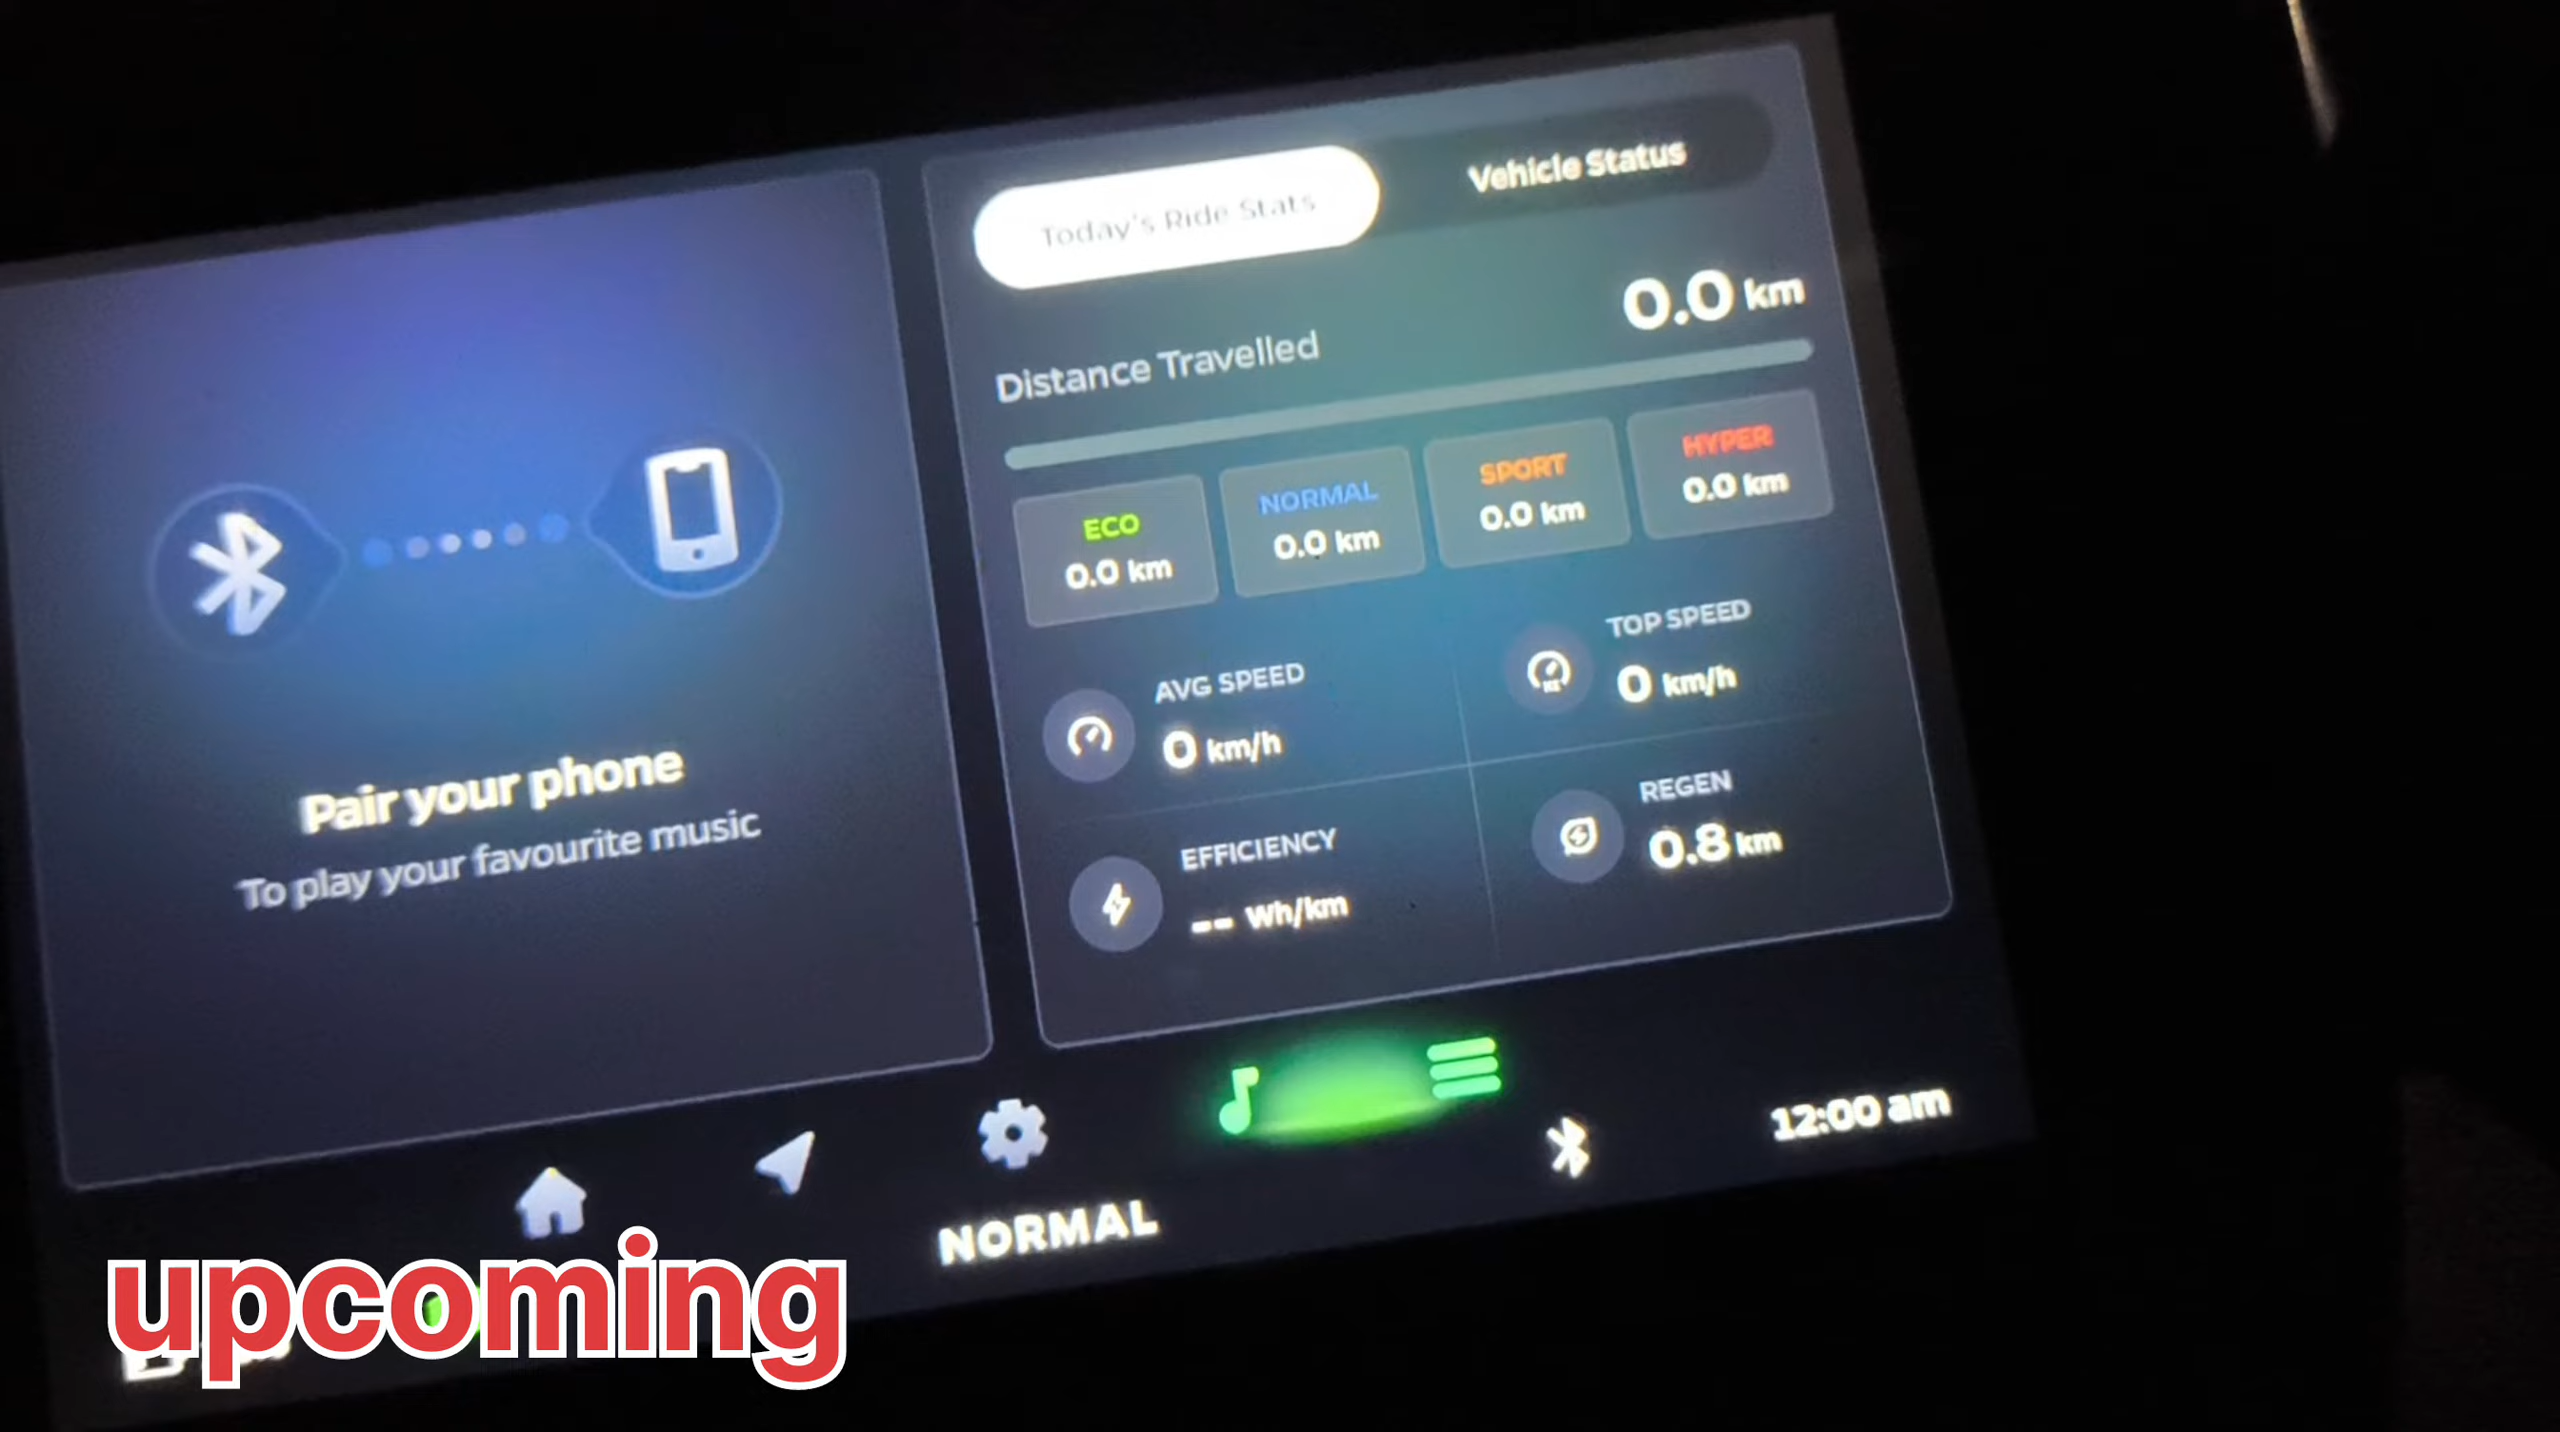 Today's Ride Stats
Vehicle Status
Distance Travelled
0.0 km
ECO
0.0 km
NORMAL
0.0 km
SPORT
0.0 km
HYPER
0.0 km
AVG SPEED
0 km/h
TOP SPEED
0 km/h
EFFICIENCY
-- Wh/km
REGEN
0.8 km
Pair your phone
To play your favourite music
NORMAL
12:00 am
upcoming